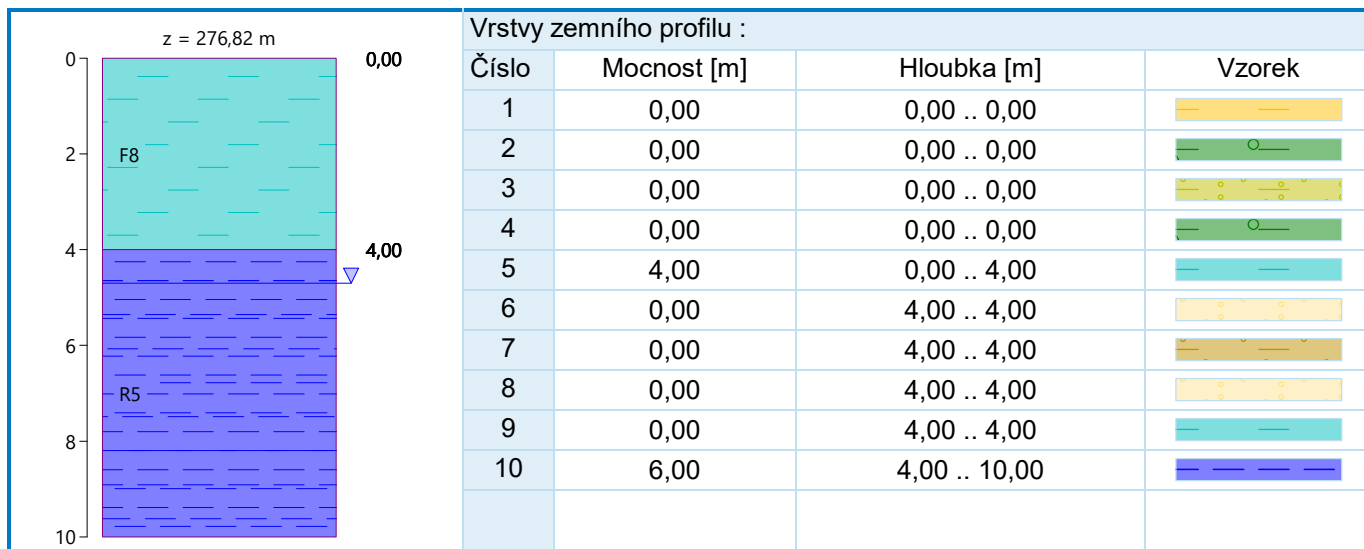 z = 276,82 m
0
0,00
2
F8
4
4,00
6
R5
8
10
Vrstvy zemního profilu :
Číslo Mocnost [m] Hloubka [m] Vzorek
1 0,00 0,00 .. 0,00
2 0,00 0,00 .. 0,00
3 0,00 0,00 .. 0,00
4 0,00 0,00 .. 0,00
5 4,00 0,00 .. 4,00
6 0,00 4,00 .. 4,00
7 0,00 4,00 .. 4,00
8 0,00 4,00 .. 4,00
9 0,00 4,00 .. 4,00
10 6,00 4,00 .. 10,00